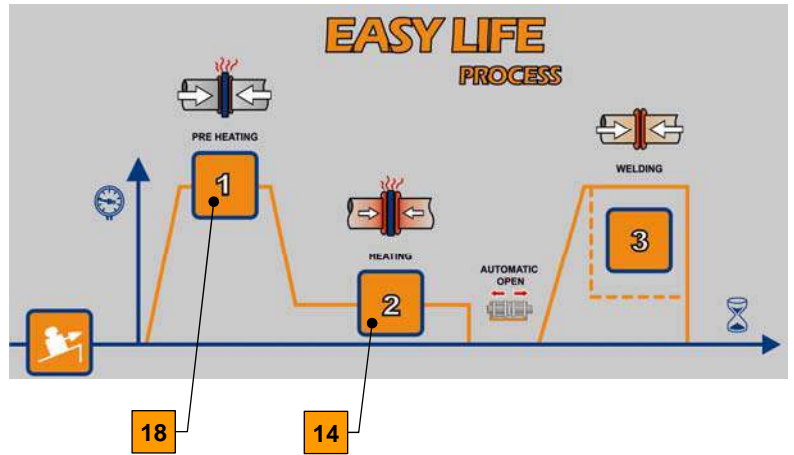 EASY LIFE
PROCESS
PRE HEATING
1
WELDING
3
HEATING
2
AUTOMATIC
OPEN
18
14